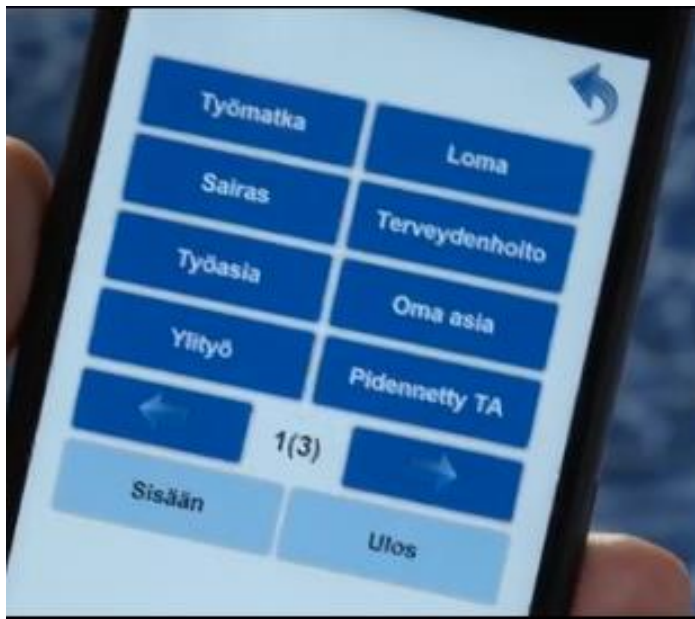 Työmatka
Loma
Sairas
Terveydenhoito
Työasia
Oma asia
Ylityö
Pidennetty TA
1(3)
Sisään
Ulos